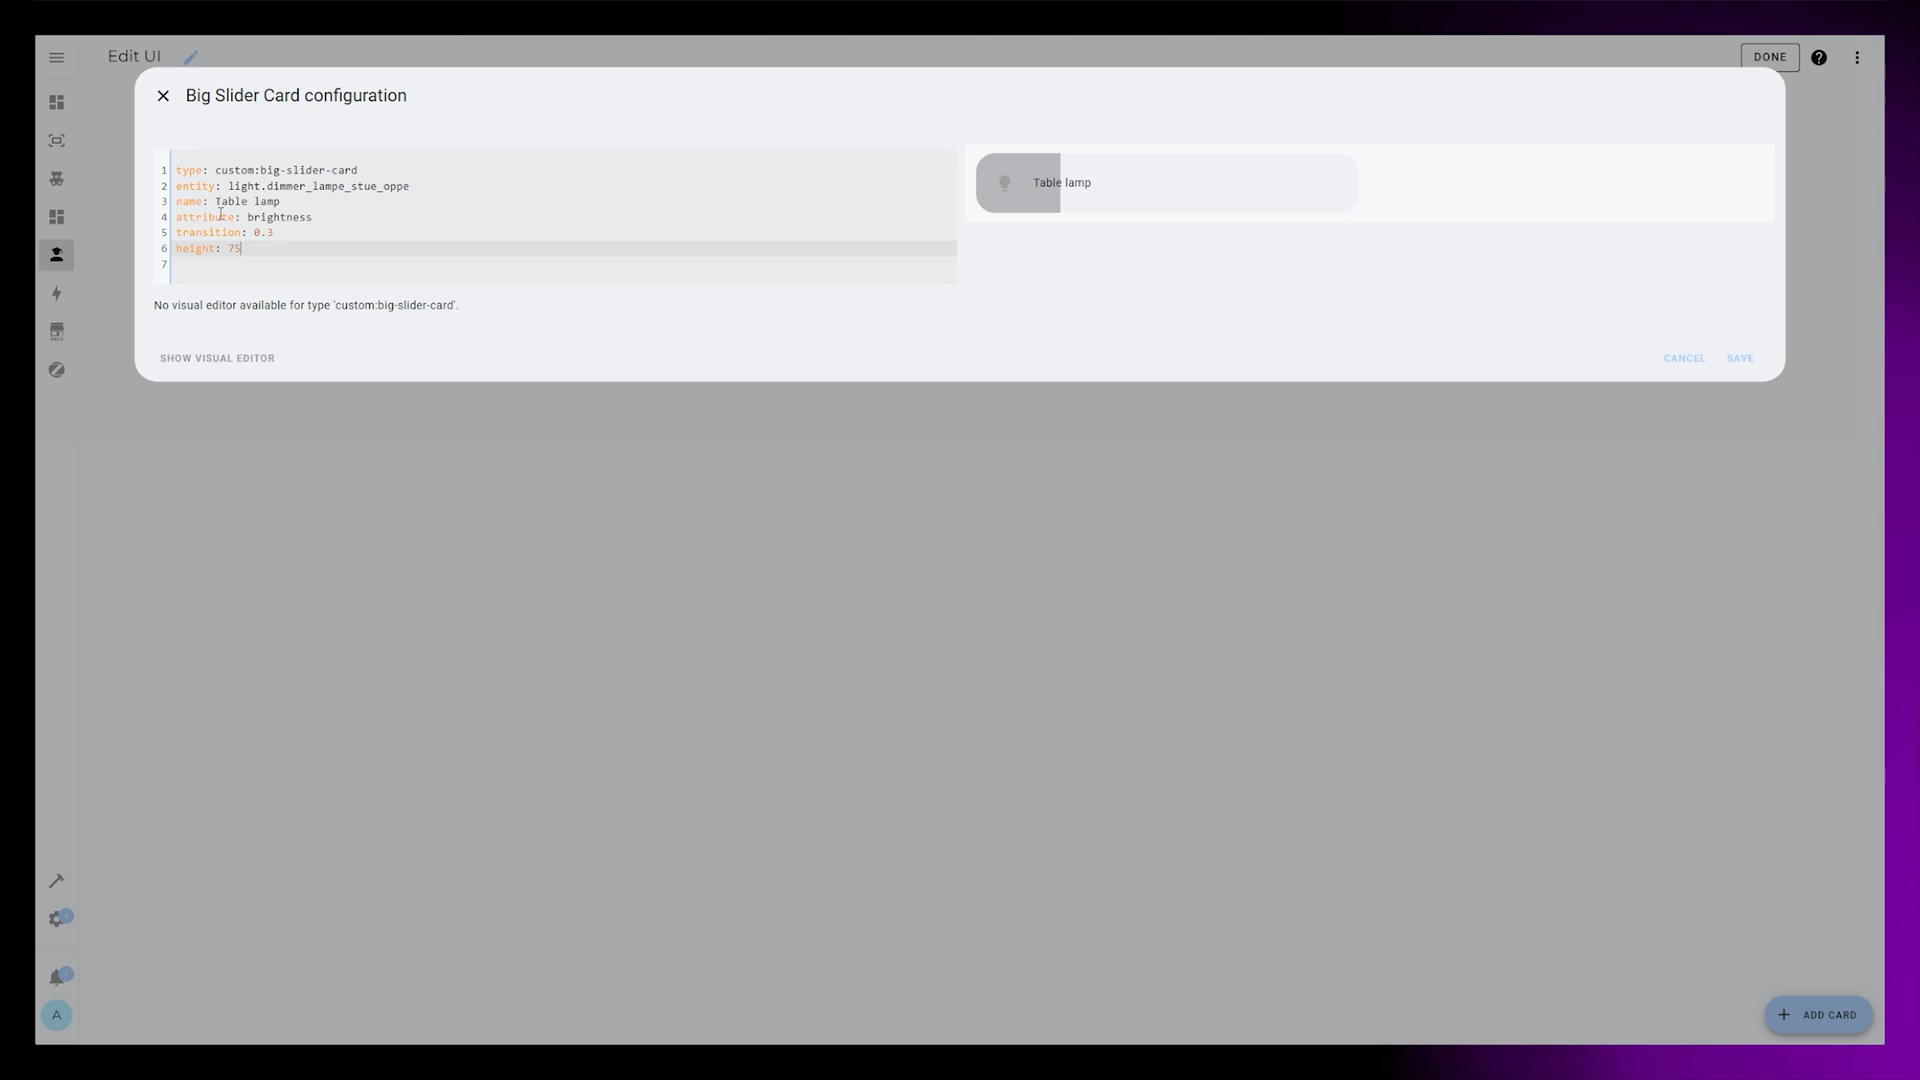 Edit UI
DONE
Big Slider Card configuration
1 type: custom:big-slider-card
2 entity: light.dimmer_lampe_stue_oppe
3 name: Table lamp
4 attribute: brightness
5 transition: 0.3
6 height: 75
7
Table lamp
No visual editor available for type 'custom:big-slider-card'.
SHOW VISUAL EDITOR
CANCEL
SAVE
HACS
A
ADD CARD